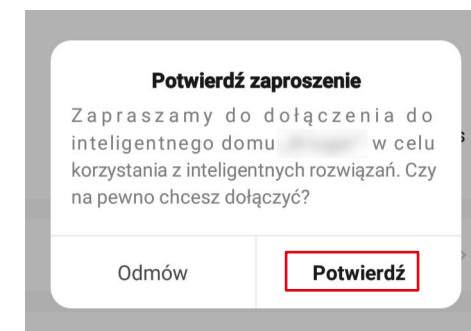 Potwierdź zaproszenie
Zapraszamy do dołączenia do
inteligentnego domu w celu
korzystania z inteligentnych rozwiązań. Czy
na pewno chcesz dołączyć?
Odmów
Potwierdź